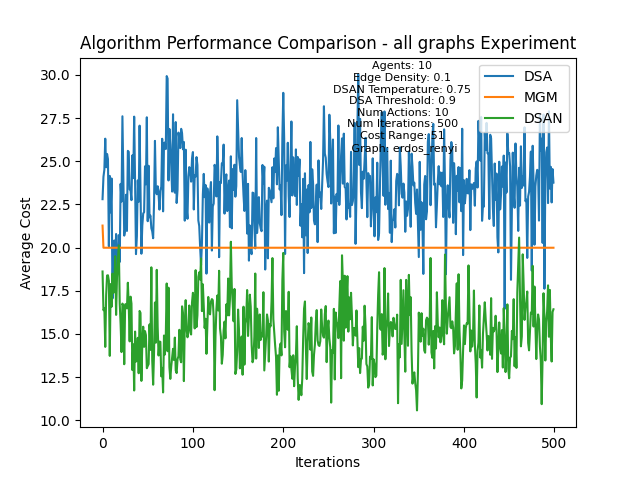 Algorithm Performance Comparison - all graphs Experiment
Agents: 10
Edge Density: 0.1
DSAN Temperature: 0.75
DSA Threshold: 0.9
Num Actions: 10
Num Iterations: 500
Cost Range: 51
Graph: erdos_renyi
DSA
MGM
DSAN
30.0
27.5
25.0
22.5
20.0
17.5
15.0
12.5
10.0
Average Cost
0 100 200 300 400 500
Iterations